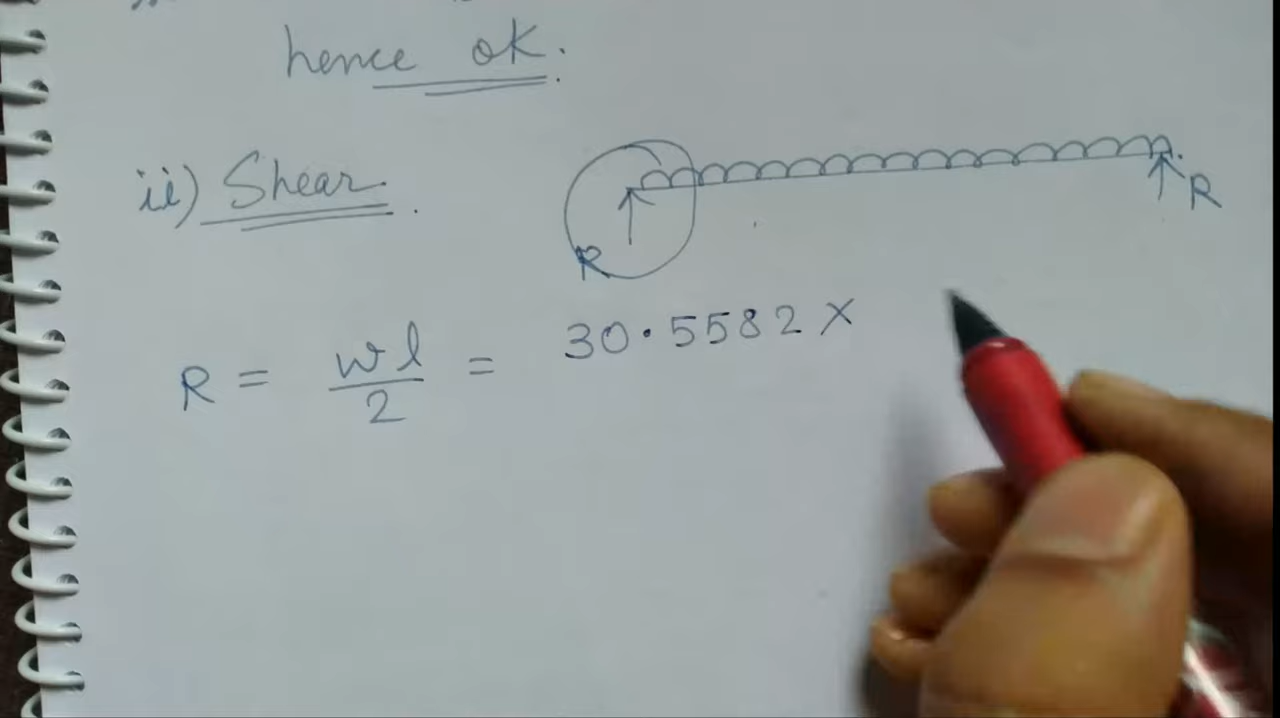 hence ok.
ii) Shear.
R
R
R = wl/2 = 30.5582 ×